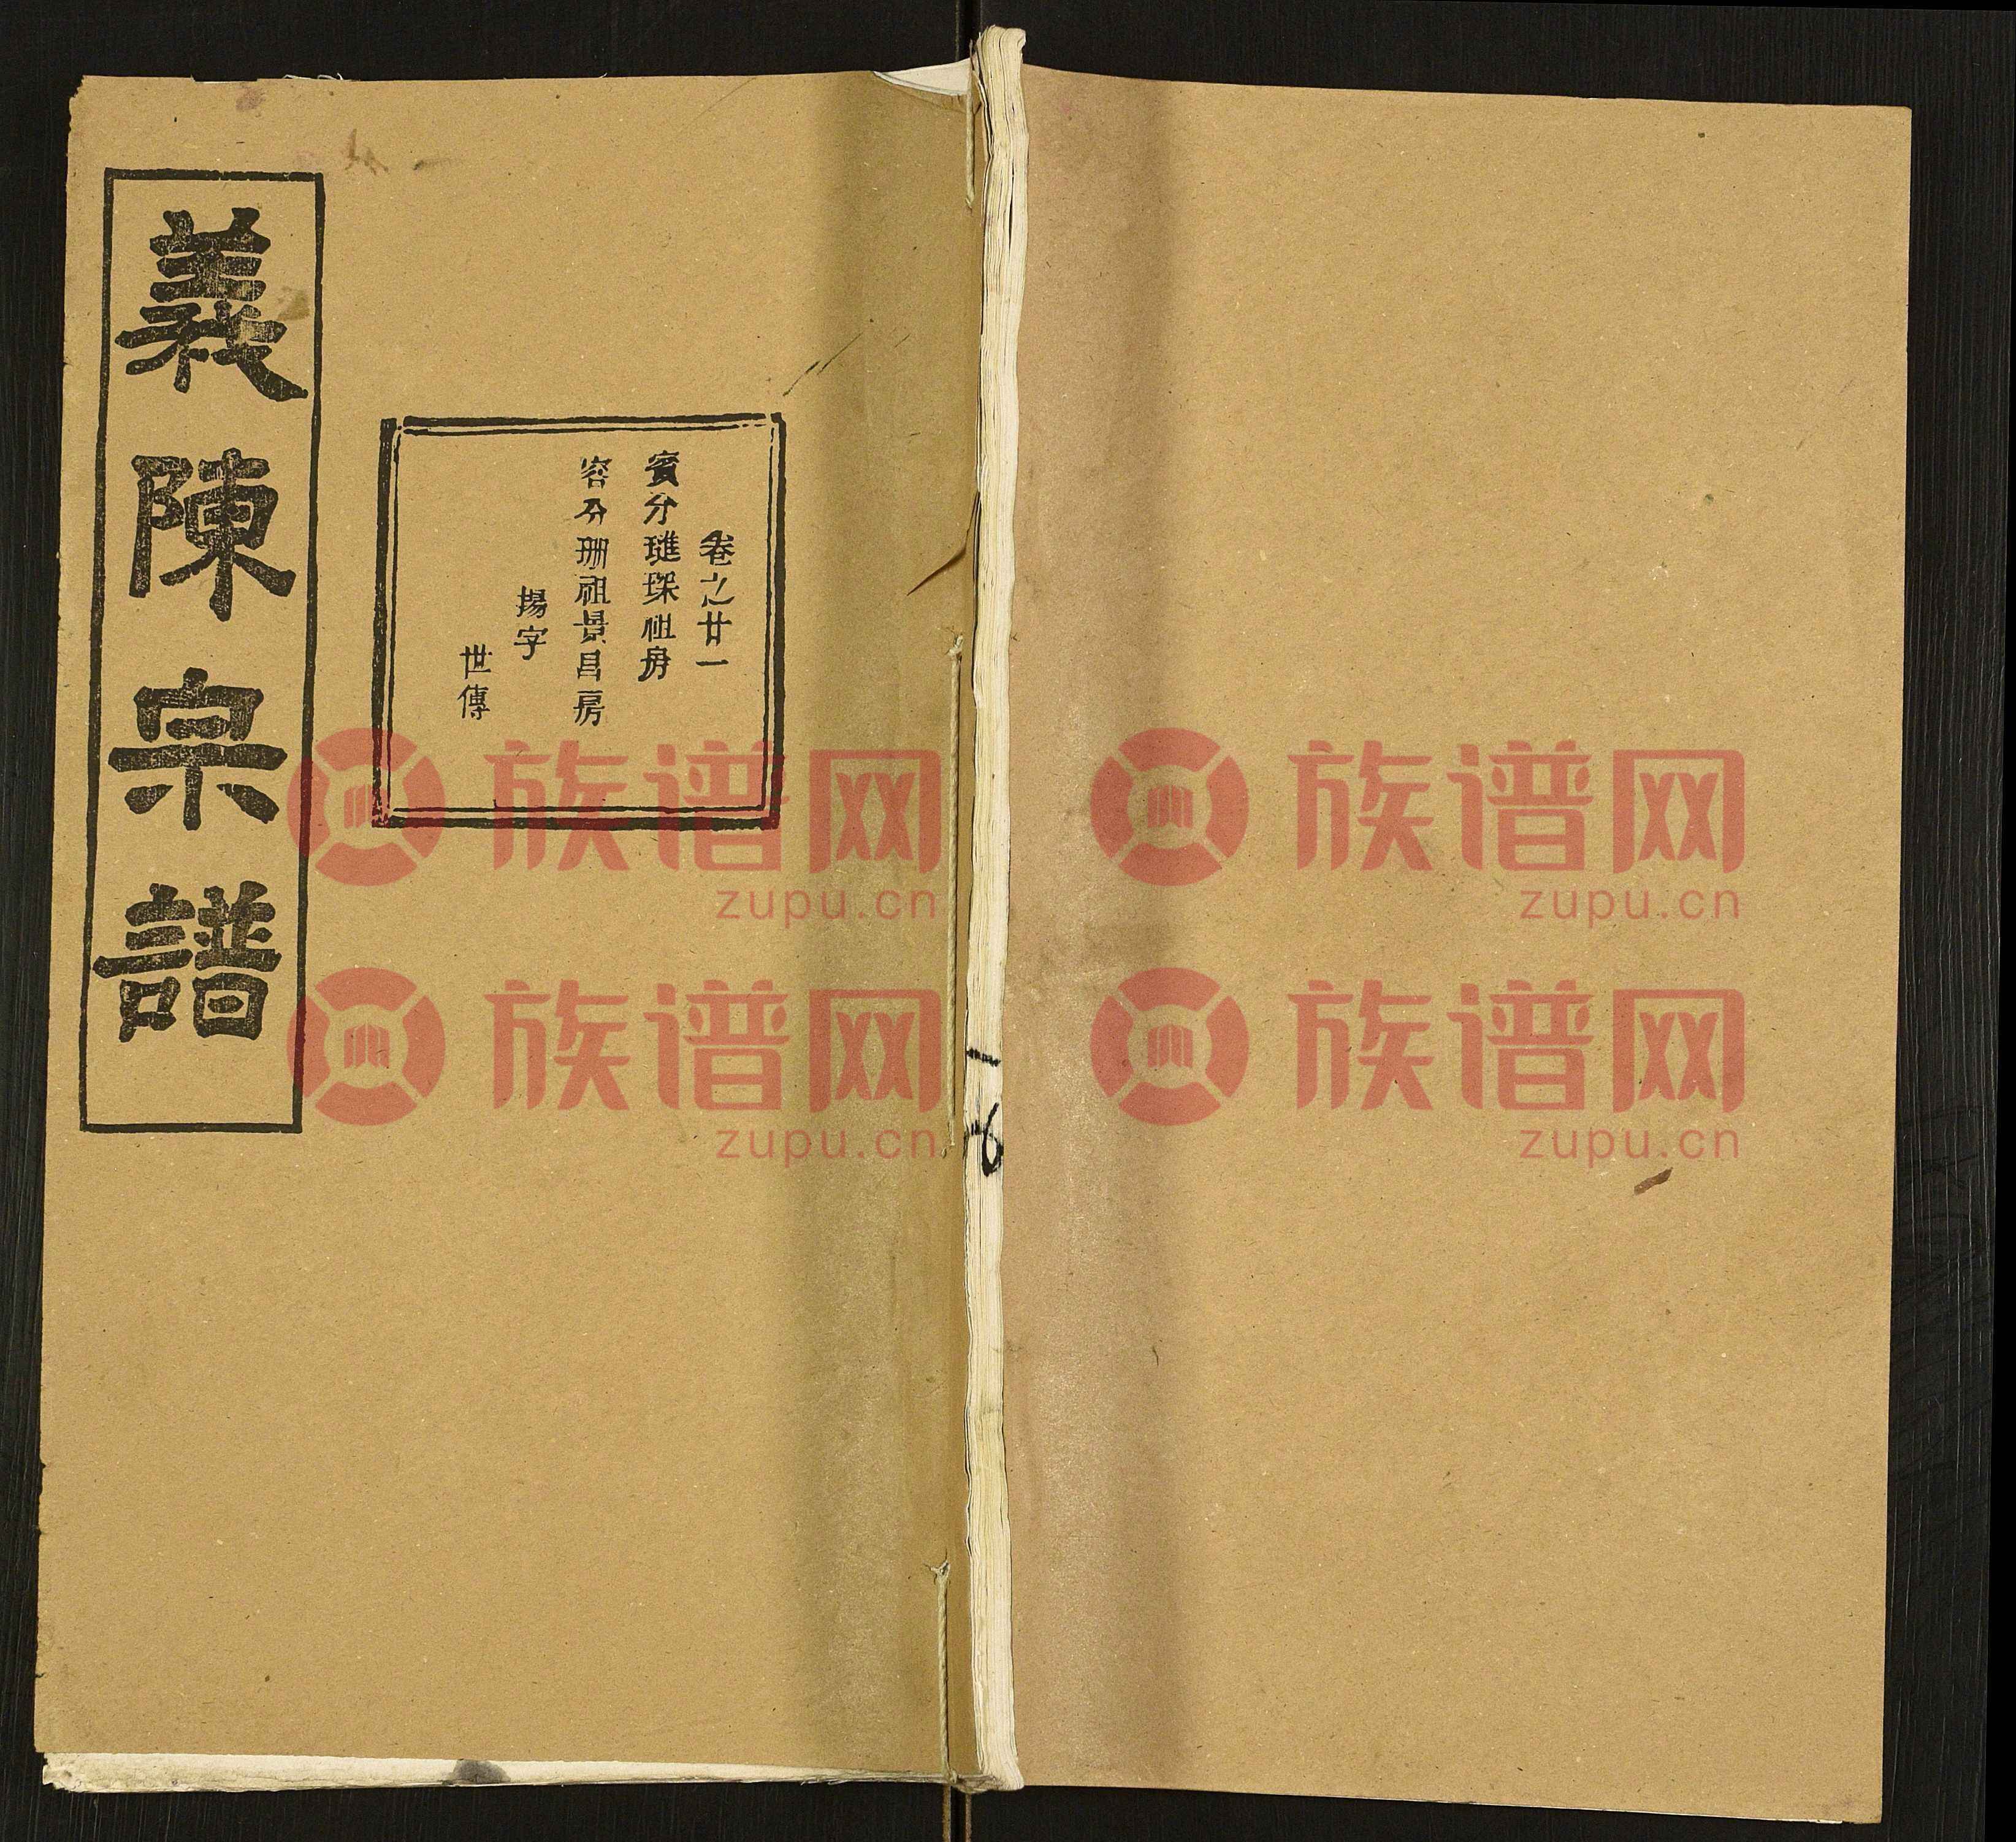 義陳宗譜
卷之廿一
賓分璡琛祖房
容分珊祖景昌房
揚字
世傳
族谱网
zupu.cn
族谱网
zupu.cn
族谱网
zupu.cn
族谱网
zupu.cn